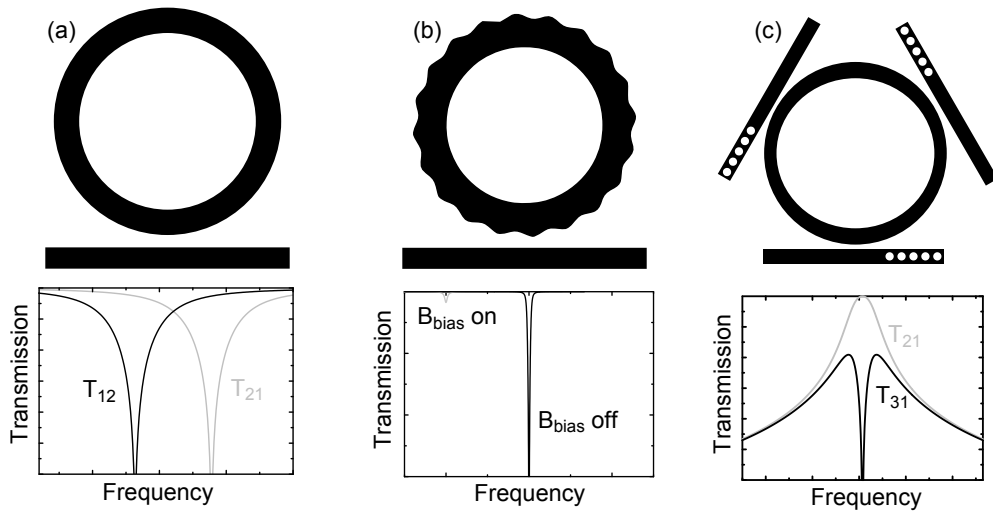 (a)
(b)
(c)
Transmission
T12
T21
Frequency
Transmission
Bbias on
Bbias off
Frequency
Transmission
T21
T31
Frequency